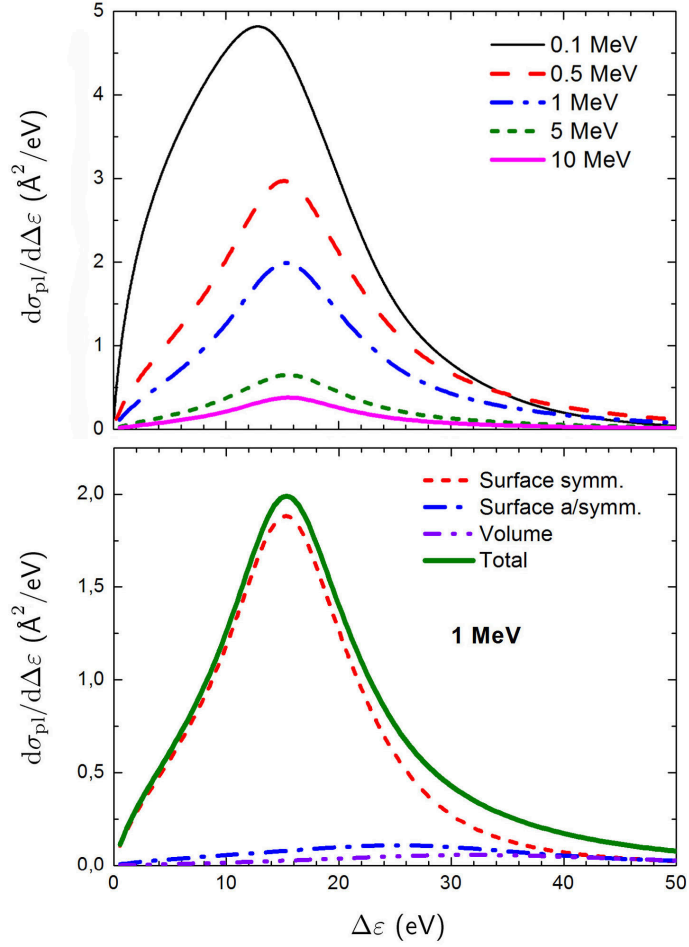 5
4
3
2
1
0
dσpl/dΔε (Å²/eV)
0.1 MeV
0.5 MeV
1 MeV
5 MeV
10 MeV
2,0
1,5
1,0
0,5
0,0
dσpl/dΔε (Å²/eV)
Surface symm.
Surface a/symm.
Volume
Total
1 MeV
0 10 20 30 40 50
Δε (eV)